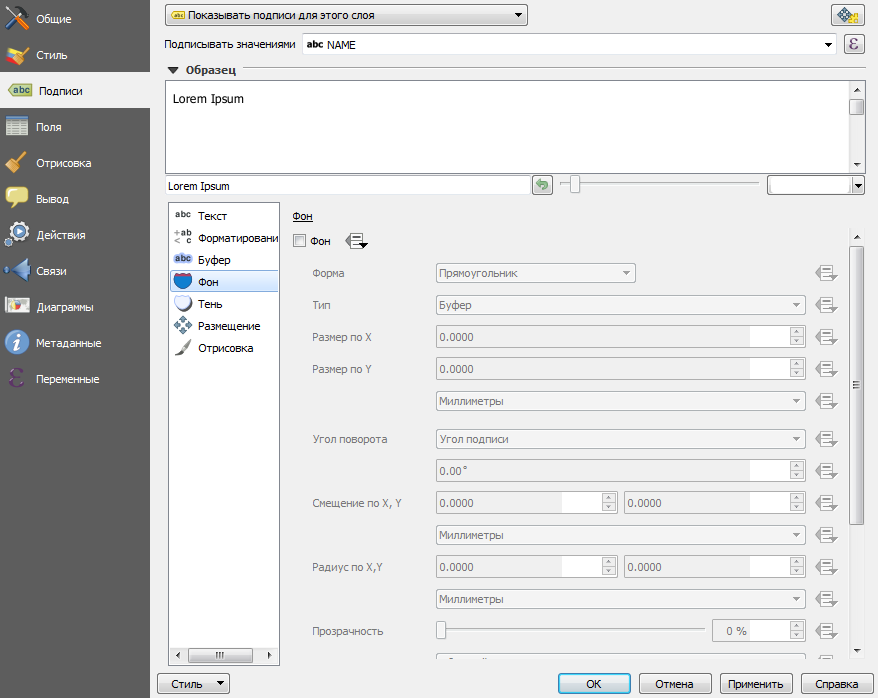 Общие
Стиль
abc Подписи
Поля
Отрисовка
Вывод
Действия
Связи
Диаграммы
Метаданные
Переменные
abc Показывать подписи для этого слоя
Подписывать значениями abc NAME ε
Образец
Lorem Ipsum
Lorem Ipsum
abc Текст
+ab < c Форматировани
abc Буфер
Фон
Тень
Размещение
Отрисовка
Фон
Фон
Форма Прямоугольник
Тип Буфер
Размер по X 0.0000
Размер по Y 0.0000
Миллиметры
Угол поворота Угол подписи
0.00°
Смещение по X, Y 0.0000 0.0000
Миллиметры
Радиус по X,Y 0.0000 0.0000
Миллиметры
Прозрачность 0 %
Стиль OK Отмена Применить Справка